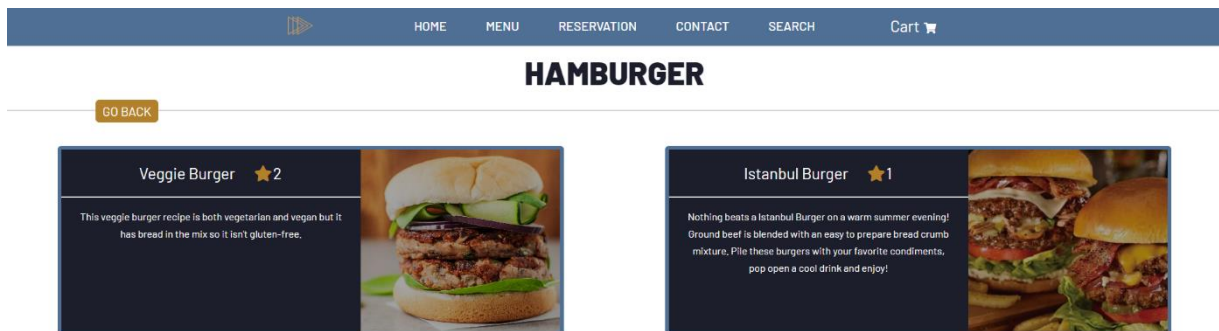 HOME MENU RESERVATION CONTACT SEARCH Cart
HAMBURGER
GO BACK
Veggie Burger 2
This veggie burger recipe is both vegetarian and vegan but it
has bread in the mix so it isn't gluten-free.
Istanbul Burger 1
Nothing beats a Istanbul Burger on a warm summer evening!
Ground beef is blended with an easy to prepare bread crumb
mixture. Pile these burgers with your favorite condiments,
pop open a cool drink and enjoy!